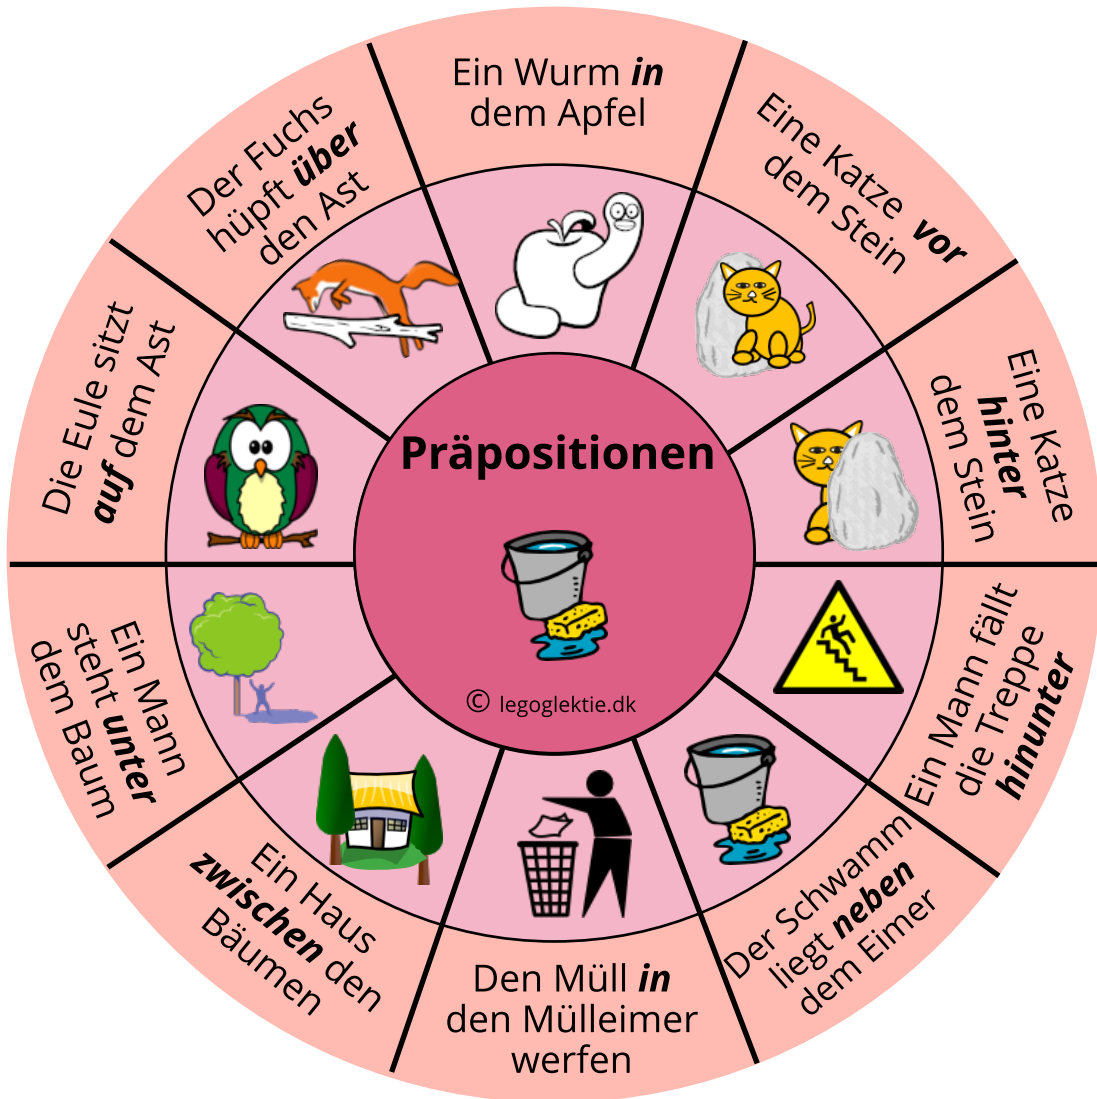 Ein Wurm in
dem Apfel
Eine Katze vor
dem Stein
Eine Katze
hinter
dem Stein
Ein Mann fällt
die Treppe
hinunter
Der Schwamm
liegt neben
dem Eimer
Den Müll in
den Mülleimer
werfen
Ein Haus
zwischen den
Bäumen
Ein Mann
steht unter
dem Baum
Die Eule sitzt
auf dem Ast
Der Fuchs
hüpft über
den Ast
Präpositionen
© legoglektie.dk